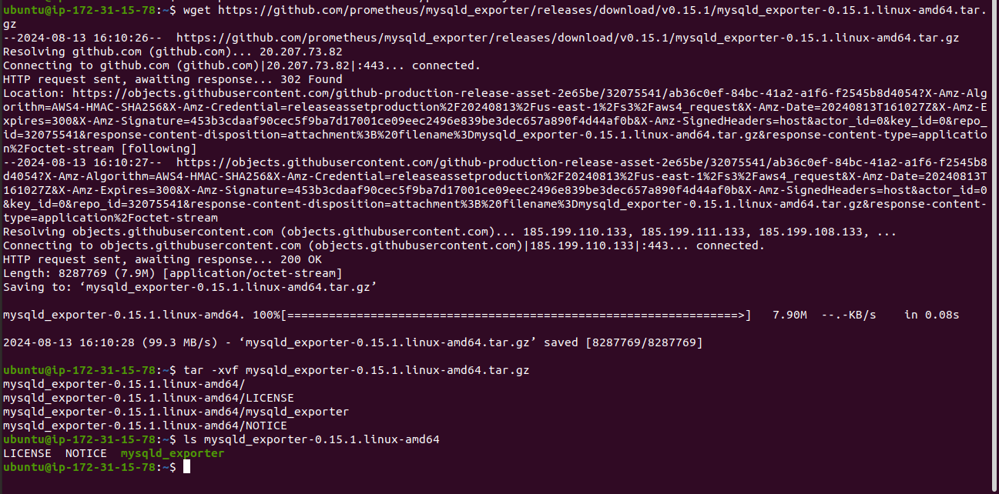 ubuntu@ip-172-31-15-78:~$ wget https://github.com/prometheus/mysqld_exporter/releases/download/v0.15.1/mysqld_exporter-0.15.1.linux-amd64.tar.
gz
--2024-08-13 16:10:26--  https://github.com/prometheus/mysqld_exporter/releases/download/v0.15.1/mysqld_exporter-0.15.1.linux-amd64.tar.gz
Resolving github.com (github.com)... 20.207.73.82
Connecting to github.com (github.com)|20.207.73.82|:443... connected.
HTTP request sent, awaiting response... 302 Found
Location: https://objects.githubusercontent.com/github-production-release-asset-2e65be/32075541/ab36c0ef-84bc-41a2-a1f6-f2545b8d4054?X-Amz-Alg
orithm=AWS4-HMAC-SHA256&X-Amz-Credential=releaseassetproduction%2F20240813%2Fus-east-1%2Fs3%2Faws4_request&X-Amz-Date=20240813T161027Z&X-Amz-E
xpires=300&X-Amz-Signature=453b3cdaaf90cec5f9ba7d17001ce09eec2496e839be3dec657a890f4d44af0b&X-Amz-SignedHeaders=host&actor_id=0&key_id=0&repo_
id=32075541&response-content-disposition=attachment%3B%20filename%3Dmysqld_exporter-0.15.1.linux-amd64.tar.gz&response-content-type=applicatio
n%2Foctet-stream [following]
--2024-08-13 16:10:27--  https://objects.githubusercontent.com/github-production-release-asset-2e65be/32075541/ab36c0ef-84bc-41a2-a1f6-f2545b8
d4054?X-Amz-Algorithm=AWS4-HMAC-SHA256&X-Amz-Credential=releaseassetproduction%2F20240813%2Fus-east-1%2Fs3%2Faws4_request&X-Amz-Date=20240813T
161027Z&X-Amz-Expires=300&X-Amz-Signature=453b3cdaaf90cec5f9ba7d17001ce09eec2496e839be3dec657a890f4d44af0b&X-Amz-SignedHeaders=host&actor_id=0
&key_id=0&repo_id=32075541&response-content-disposition=attachment%3B%20filename%3Dmysqld_exporter-0.15.1.linux-amd64.tar.gz&response-content-
type=application%2Foctet-stream
Resolving objects.githubusercontent.com (objects.githubusercontent.com)... 185.199.110.133, 185.199.111.133, 185.199.108.133, ...
Connecting to objects.githubusercontent.com (objects.githubusercontent.com)|185.199.110.133|:443... connected.
HTTP request sent, awaiting response... 200 OK
Length: 8287769 (7.9M) [application/octet-stream]
Saving to: ‘mysqld_exporter-0.15.1.linux-amd64.tar.gz’
mysqld_exporter-0.15.1.linux-amd64. 100%[=================================================================>]   7.90M  --.-KB/s    in 0.08s
2024-08-13 16:10:28 (99.3 MB/s) - ‘mysqld_exporter-0.15.1.linux-amd64.tar.gz’ saved [8287769/8287769]
ubuntu@ip-172-31-15-78:~$ tar -xvf mysqld_exporter-0.15.1.linux-amd64.tar.gz
mysqld_exporter-0.15.1.linux-amd64/
mysqld_exporter-0.15.1.linux-amd64/LICENSE
mysqld_exporter-0.15.1.linux-amd64/mysqld_exporter
mysqld_exporter-0.15.1.linux-amd64/NOTICE
ubuntu@ip-172-31-15-78:~$ ls mysqld_exporter-0.15.1.linux-amd64
LICENSE  NOTICE  mysqld_exporter
ubuntu@ip-172-31-15-78:~$